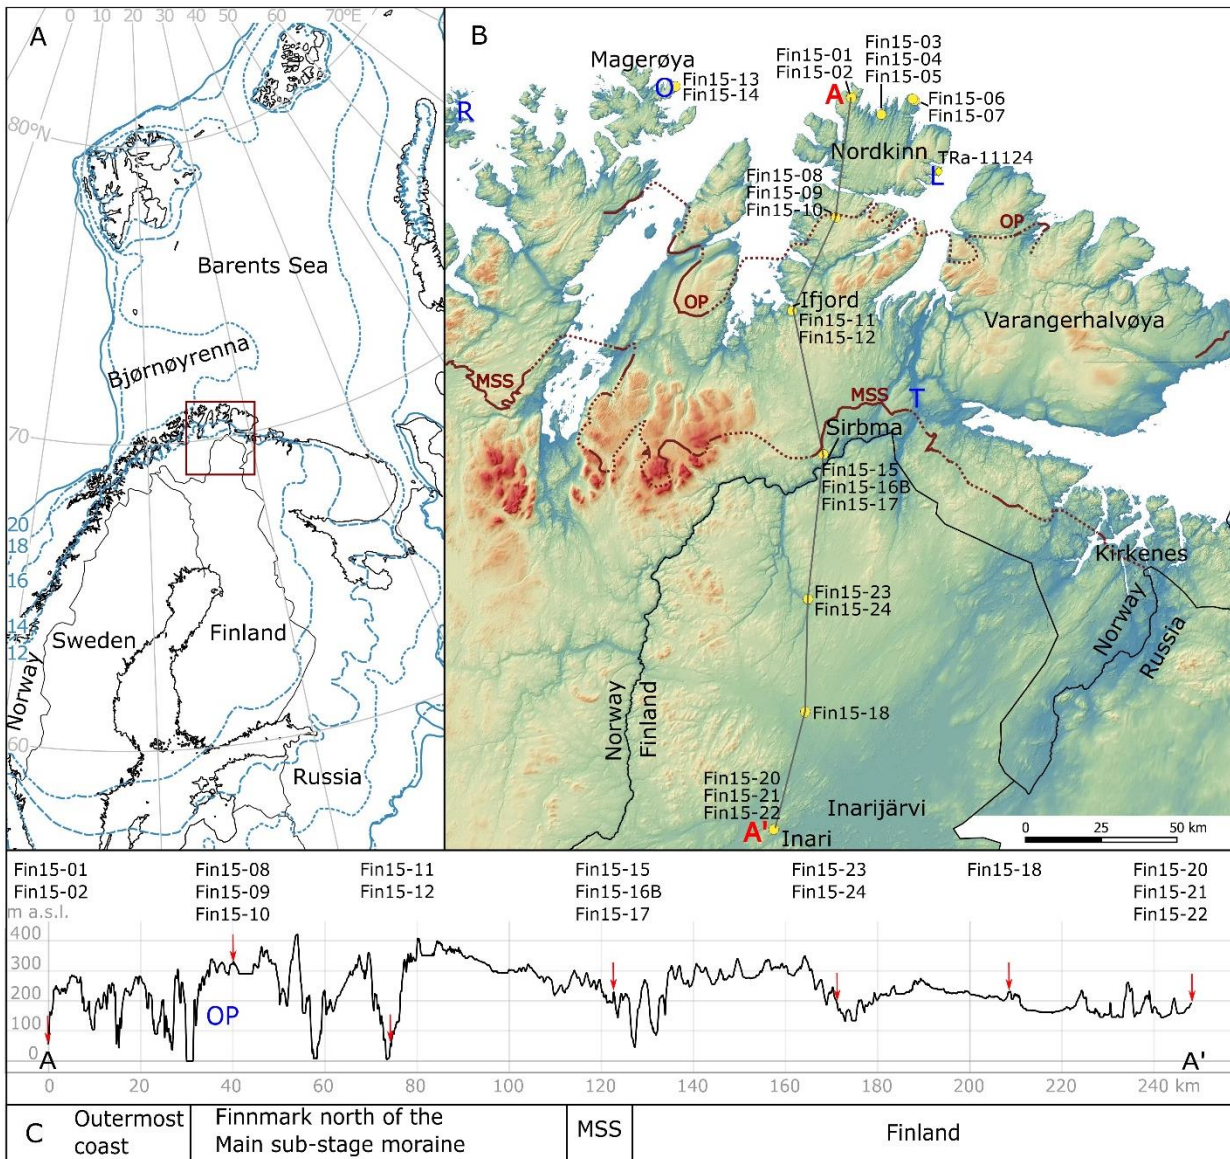 A
10 20 30 40 50 60 70°E
80°N
Barents Sea
Bjørnøyrenna
70
20
18
16
14
12
Norway
Sweden
Finland
60
Russia
B
Magerøya
O
Fin15-13
Fin15-14
R
Fin15-01
Fin15-02
A
Fin15-03
Fin15-04
Fin15-05
Fin15-06
Fin15-07
Nordkinn
TRa-11124
L
Fin15-08
Fin15-09
Fin15-10
OP
OP
Ifjord
Fin15-11
Fin15-12
Varangerhalvøya
MSS
MSS
T
Sirbma
Fin15-15
Fin15-16B
Fin15-17
Kirkenes
Fin15-23
Fin15-24
Norway
Russia
Norway
Finland
Fin15-18
Fin15-20
Fin15-21
Fin15-22
A'
Inari
Inarijärvi
0 25 50 km
Fin15-01
Fin15-02
Fin15-08
Fin15-09
Fin15-10
Fin15-11
Fin15-12
Fin15-15
Fin15-16B
Fin15-17
Fin15-23
Fin15-24
Fin15-18
Fin15-20
Fin15-21
Fin15-22
m a.s.l.
400
300
200
100
0
OP
A
A'
0 20 40 60 80 100 120 140 160 180 200 220 240 km
C
Outermost
coast
Finnmark north of the
Main sub-stage moraine
MSS
Finland